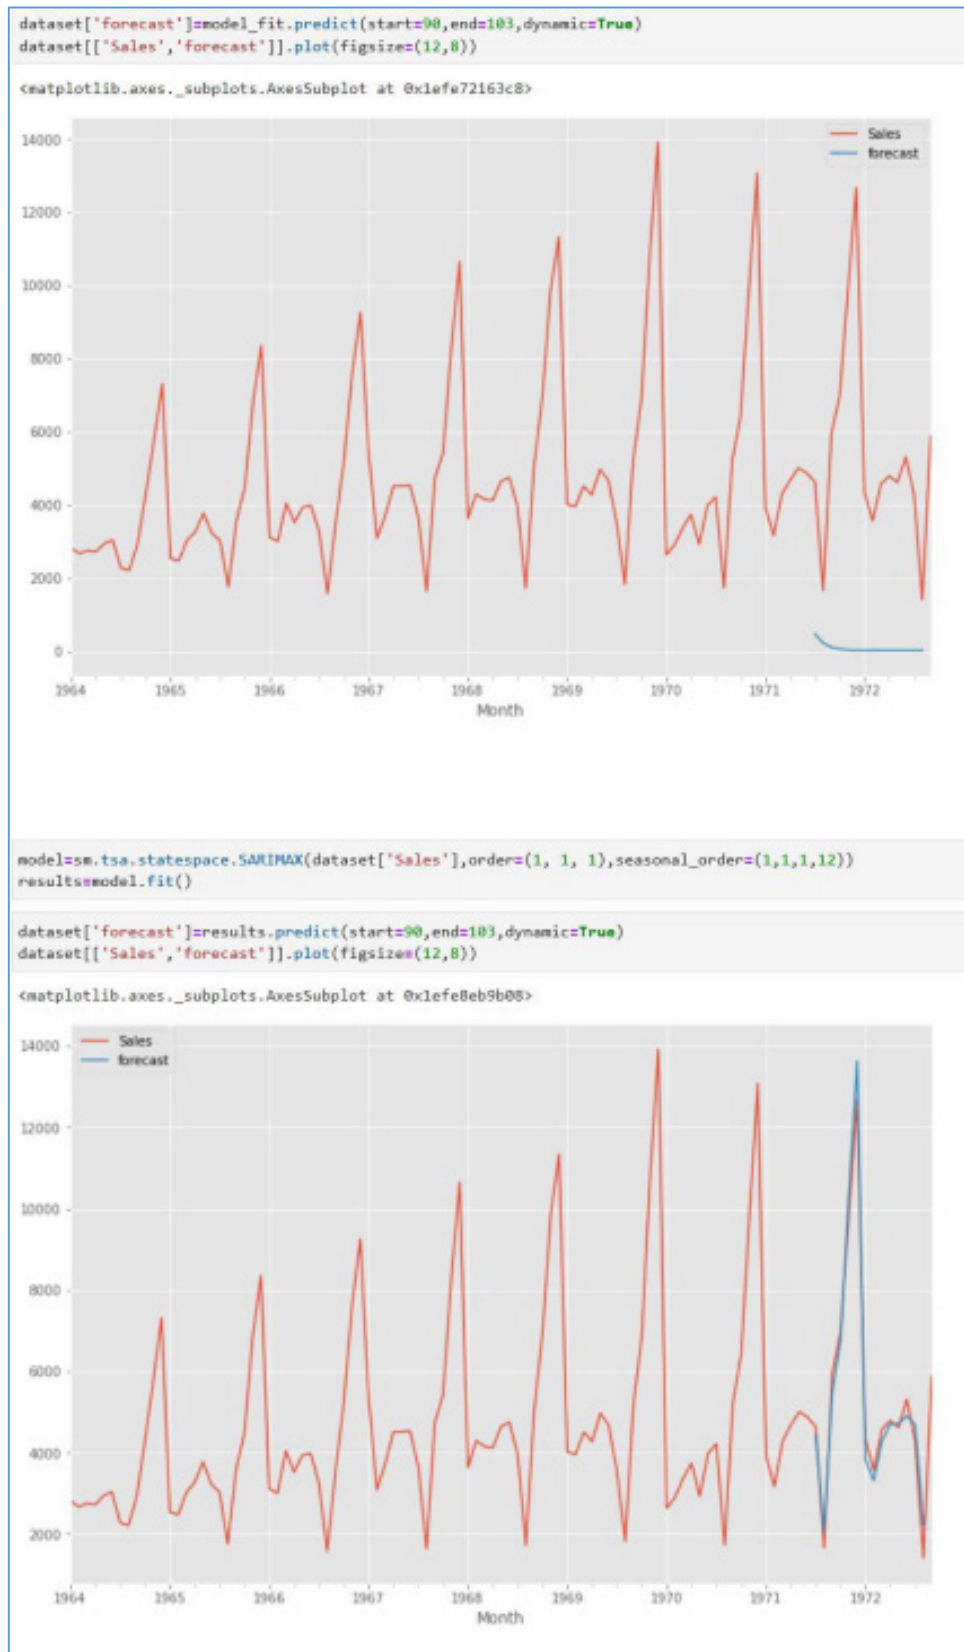 dataset['forecast']=model_fit.predict(start=90,end=103,dynamic=True)
dataset[['Sales','forecast']].plot(figsize=(12,8))
<matplotlib.axes._subplots.AxesSubplot at 0x1efe72163c8>
Sales
forecast
14000
12000
10000
8000
6000
4000
2000
0
1964 1965 1966 1967 1968 1969 1970 1971 1972
Month
model=sm.tsa.statespace.SARIMAX(dataset['Sales'],order=(1, 1, 1),seasonal_order=(1,1,1,12))
results=model.fit()
dataset['forecast']=results.predict(start=90,end=103,dynamic=True)
dataset[['Sales','forecast']].plot(figsize=(12,8))
<matplotlib.axes._subplots.AxesSubplot at 0x1efe8eb9b08>
Sales
forecast
14000
12000
10000
8000
6000
4000
2000
1964 1965 1966 1967 1968 1969 1970 1971 1972
Month